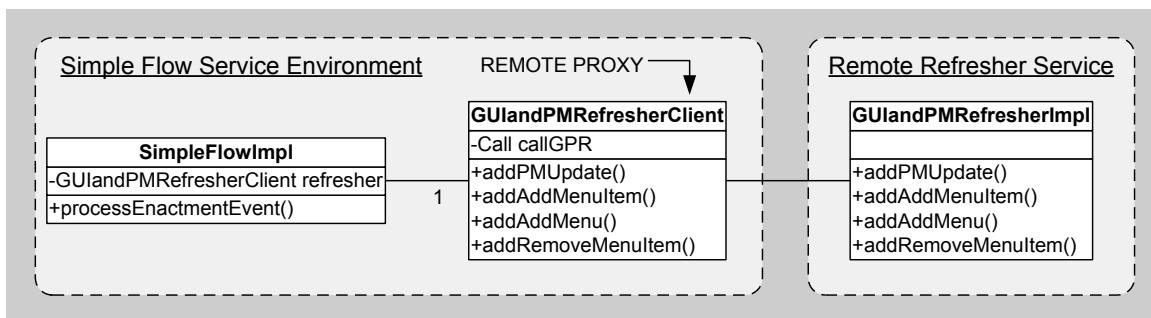 Simple Flow Service Environment
REMOTE PROXY
Remote Refresher Service
SimpleFlowImpl
-GUIandPMRefresherClient refresher
+processEnactmentEvent()
1
GUIandPMRefresherClient
-Call callGPR
+addPMUpdate()
+addAddMenuItem()
+addAddMenu()
+addRemoveMenuItem()
GUIandPMRefresherImpl
+addPMUpdate()
+addAddMenuItem()
+addAddMenu()
+addRemoveMenuItem()